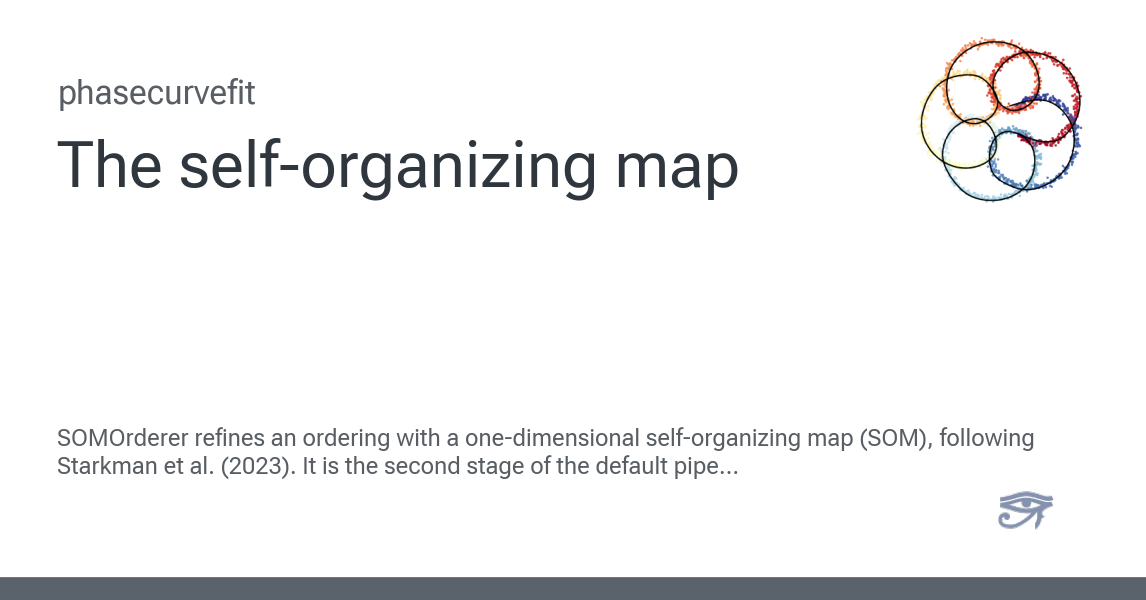 phasecurvefit
The self-organizing map
SOMOrderer refines an ordering with a one-dimensional self-organizing map (SOM), following
Starkman et al. (2023). It is the second stage of the default pipe...